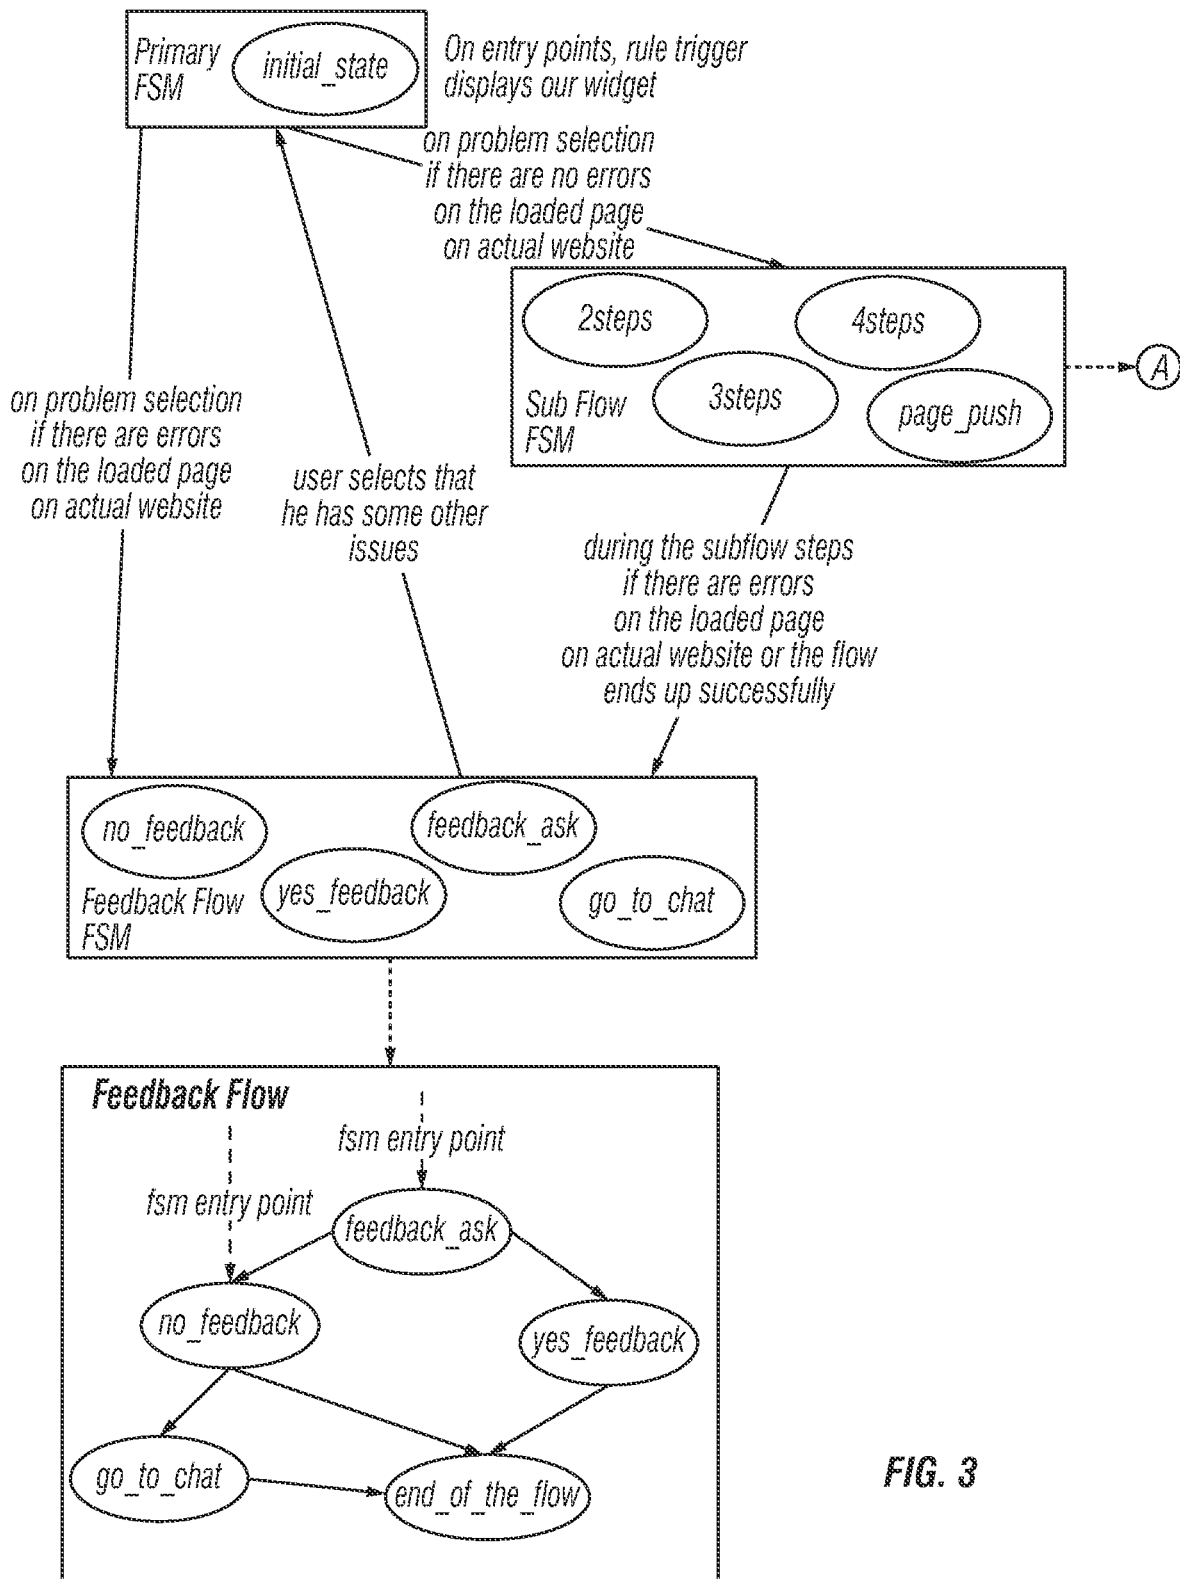 Primary
FSM
initial_state
On entry points, rule trigger
displays our widget
on problem selection
if there are no errors
on the loaded page
on actual website
2steps
4steps
3steps
page_push
Sub Flow
FSM
A
on problem selection
if there are errors
on the loaded page
on actual website
user selects that
he has some other
issues
during the subflow steps
if there are errors
on the loaded page
on actual website or the flow
ends up successfully
no_feedback
feedback_ask
yes_feedback
go_to_chat
Feedback Flow
FSM
Feedback Flow
fsm entry point
fsm entry point
feedback_ask
no_feedback
yes_feedback
go_to_chat
end_of_the_flow
FIG. 3